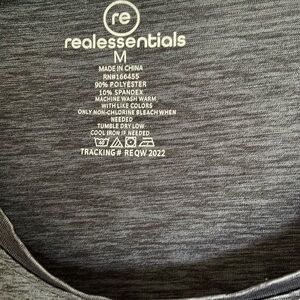 re
realessentials
M
MADE IN CHINA
RN#166455
90% POLYESTER
10% SPANDEX
MACHINE WASH WARM
WITH LIKE COLORS
ONLY NON-CHLORINE BLEACH WHEN
NEEDED
TUMBLE DRY LOW
COOL IRON IF NEEDED
TRACKING# REQW 2022